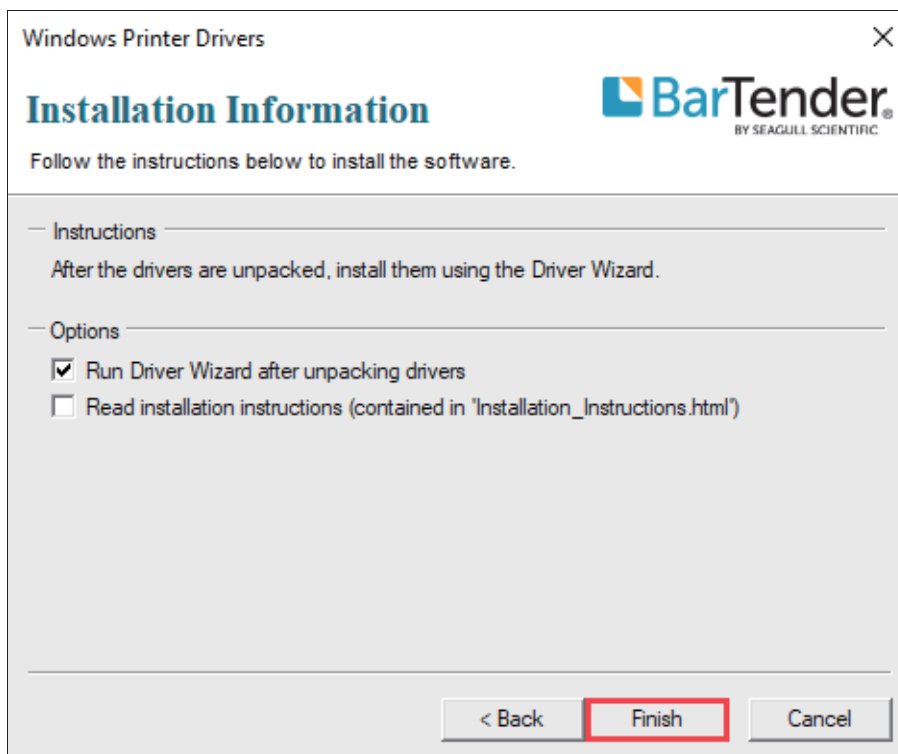 Windows Printer Drivers
Installation Information
BarTender®
BY SEAGULL SCIENTIFIC
Follow the instructions below to install the software.
Instructions
After the drivers are unpacked, install them using the Driver Wizard.
Options
Run Driver Wizard after unpacking drivers
Read installation instructions (contained in 'Installation_Instructions.html')
< Back
Finish
Cancel